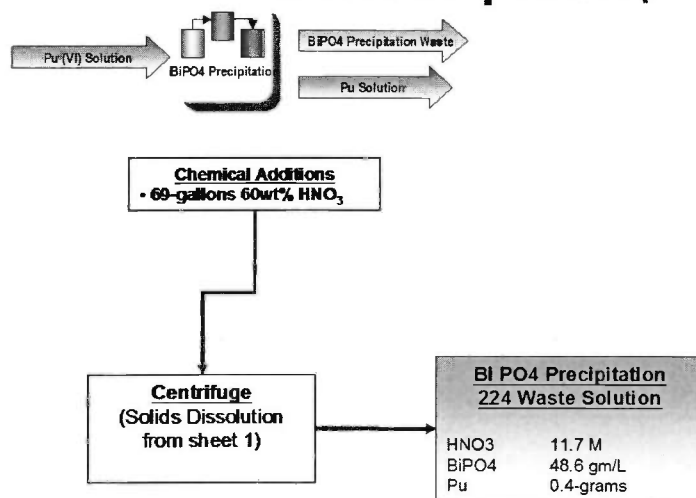 Pu (VI) Solution
BiPO4 Precipitation
BiPO4 Precipitation Waste
Pu Solution
Chemical Additions
• 69-gallons 60wt% HNO₃
Centrifuge
(Solids Dissolution
from sheet 1)
BI PO4 Precipitation
224 Waste Solution
HNO3 11.7 M
BiPO4 48.6 gm/L
Pu 0.4-grams